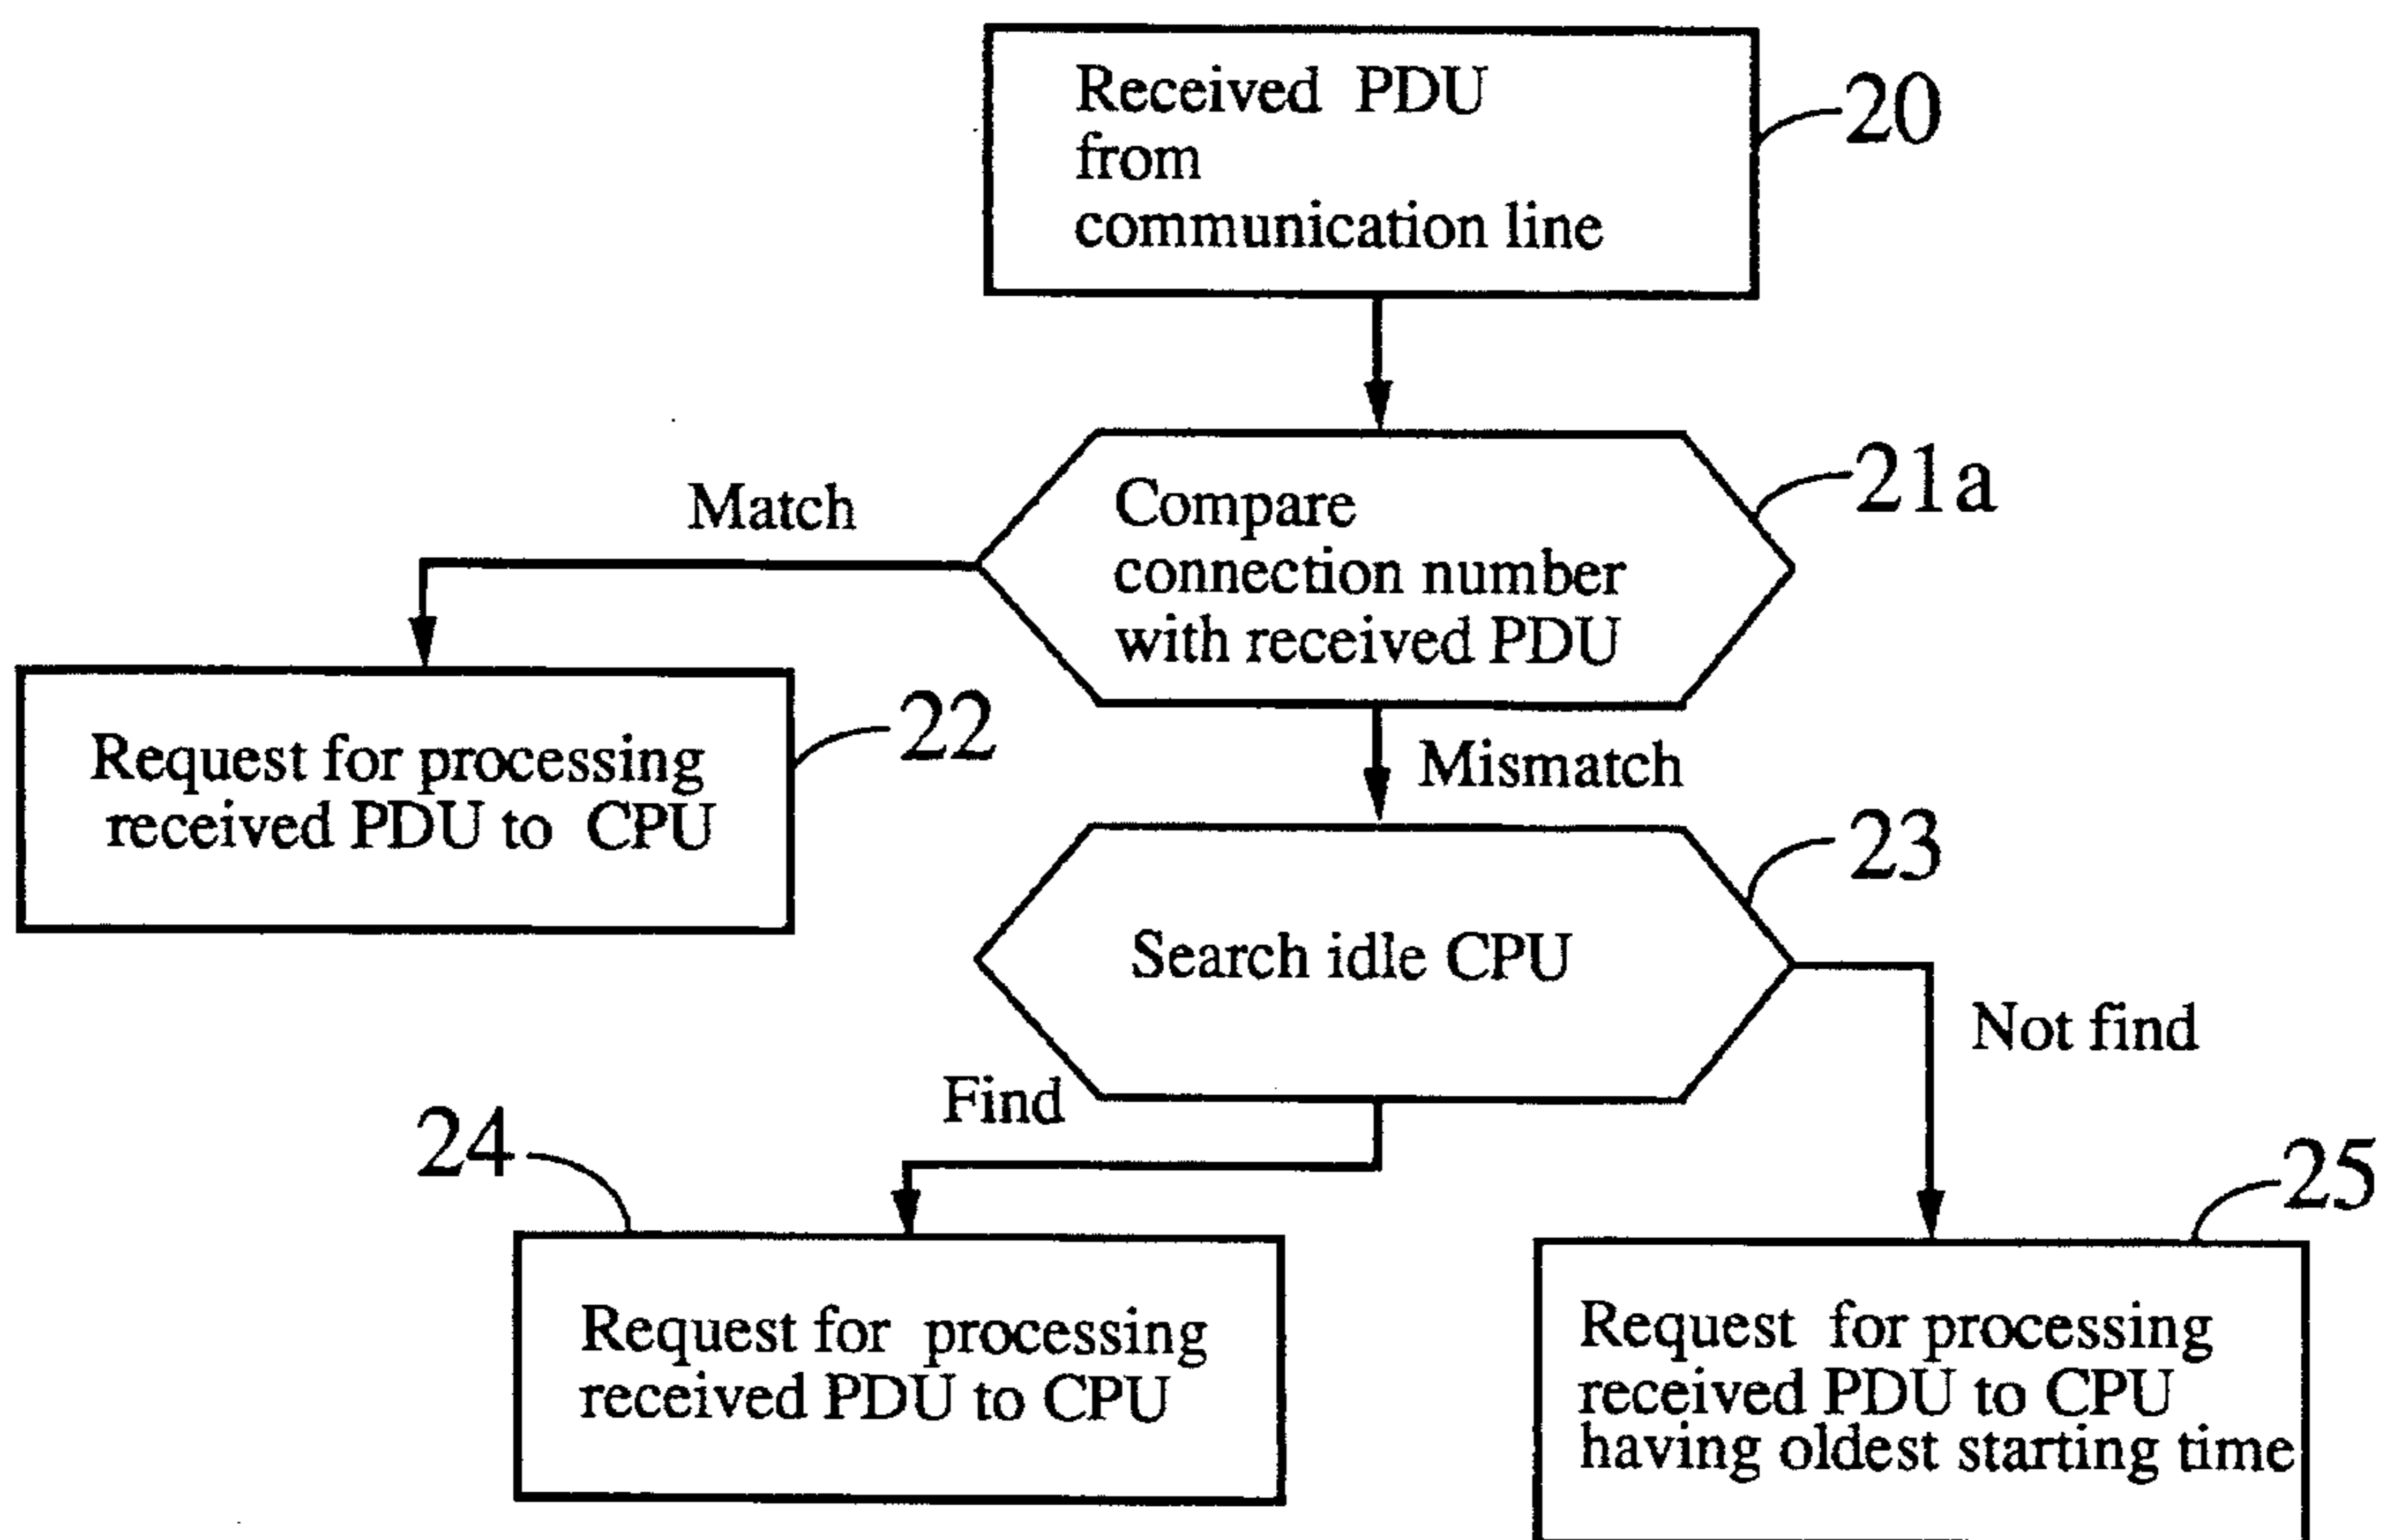 Received PDU
from
communication line
20
Compare
connection number
with received PDU
21a
Match
Request for processing
received PDU to CPU
22
Mismatch
Search idle CPU
23
Not find
Find
24
Request for processing
received PDU to CPU
25
Request for processing
received PDU to CPU
having oldest starting time